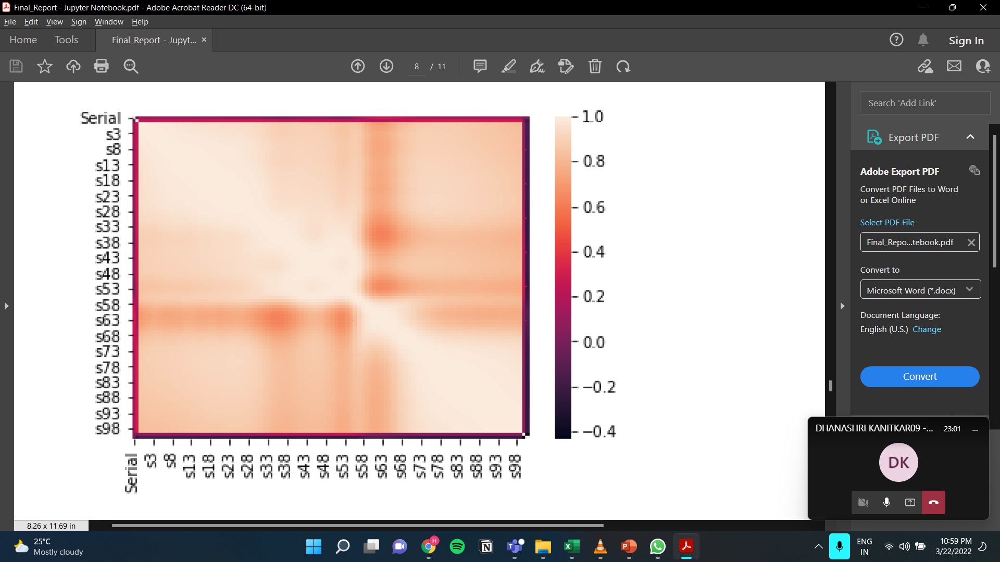 Final_Report - Jupyter Notebook.pdf - Adobe Acrobat Reader DC (64-bit)
File Edit View Sign Window Help
Home Tools Final_Report - Jupyt... × Sign In
8 / 11
Serial
s3
s8
s13
s18
s23
s28
s33
s38
s43
s48
s53
s58
s63
s68
s73
s78
s83
s88
s93
s98
Serial s3 s8 s13 s18 s23 s28 s33 s38 s43 s48 s53 s58 s63 s68 s73 s78 s83 s88 s93 s98
1.0
0.8
0.6
0.4
0.2
0.0
−0.2
−0.4
Search 'Add Link'
Export PDF
Adobe Export PDF
Convert PDF Files to Word
or Excel Online
Select PDF File
Final_Repo...tebook.pdf
Convert to
Microsoft Word (*.docx)
Document Language:
English (U.S.) Change
Convert
DHANASHRI KANITKAR09 -... 23:01
DK
8.26 x 11.69 in
25°C
Mostly cloudy
H
ENG
IN
10:59 PM
3/22/2022